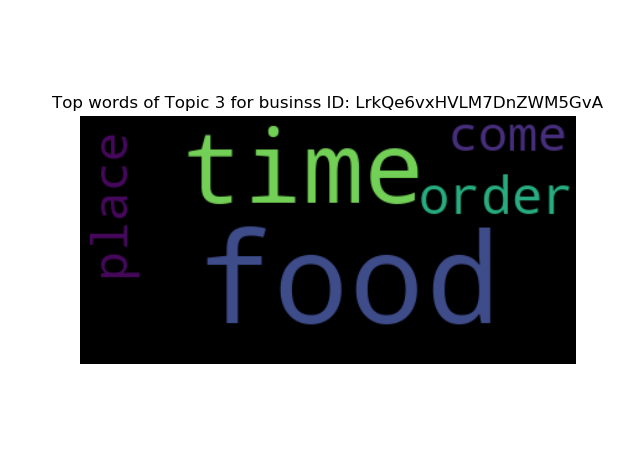 Top words of Topic 3 for businss ID: LrkQe6vxHVLM7DnZWM5GvA
place
time
come
order
food